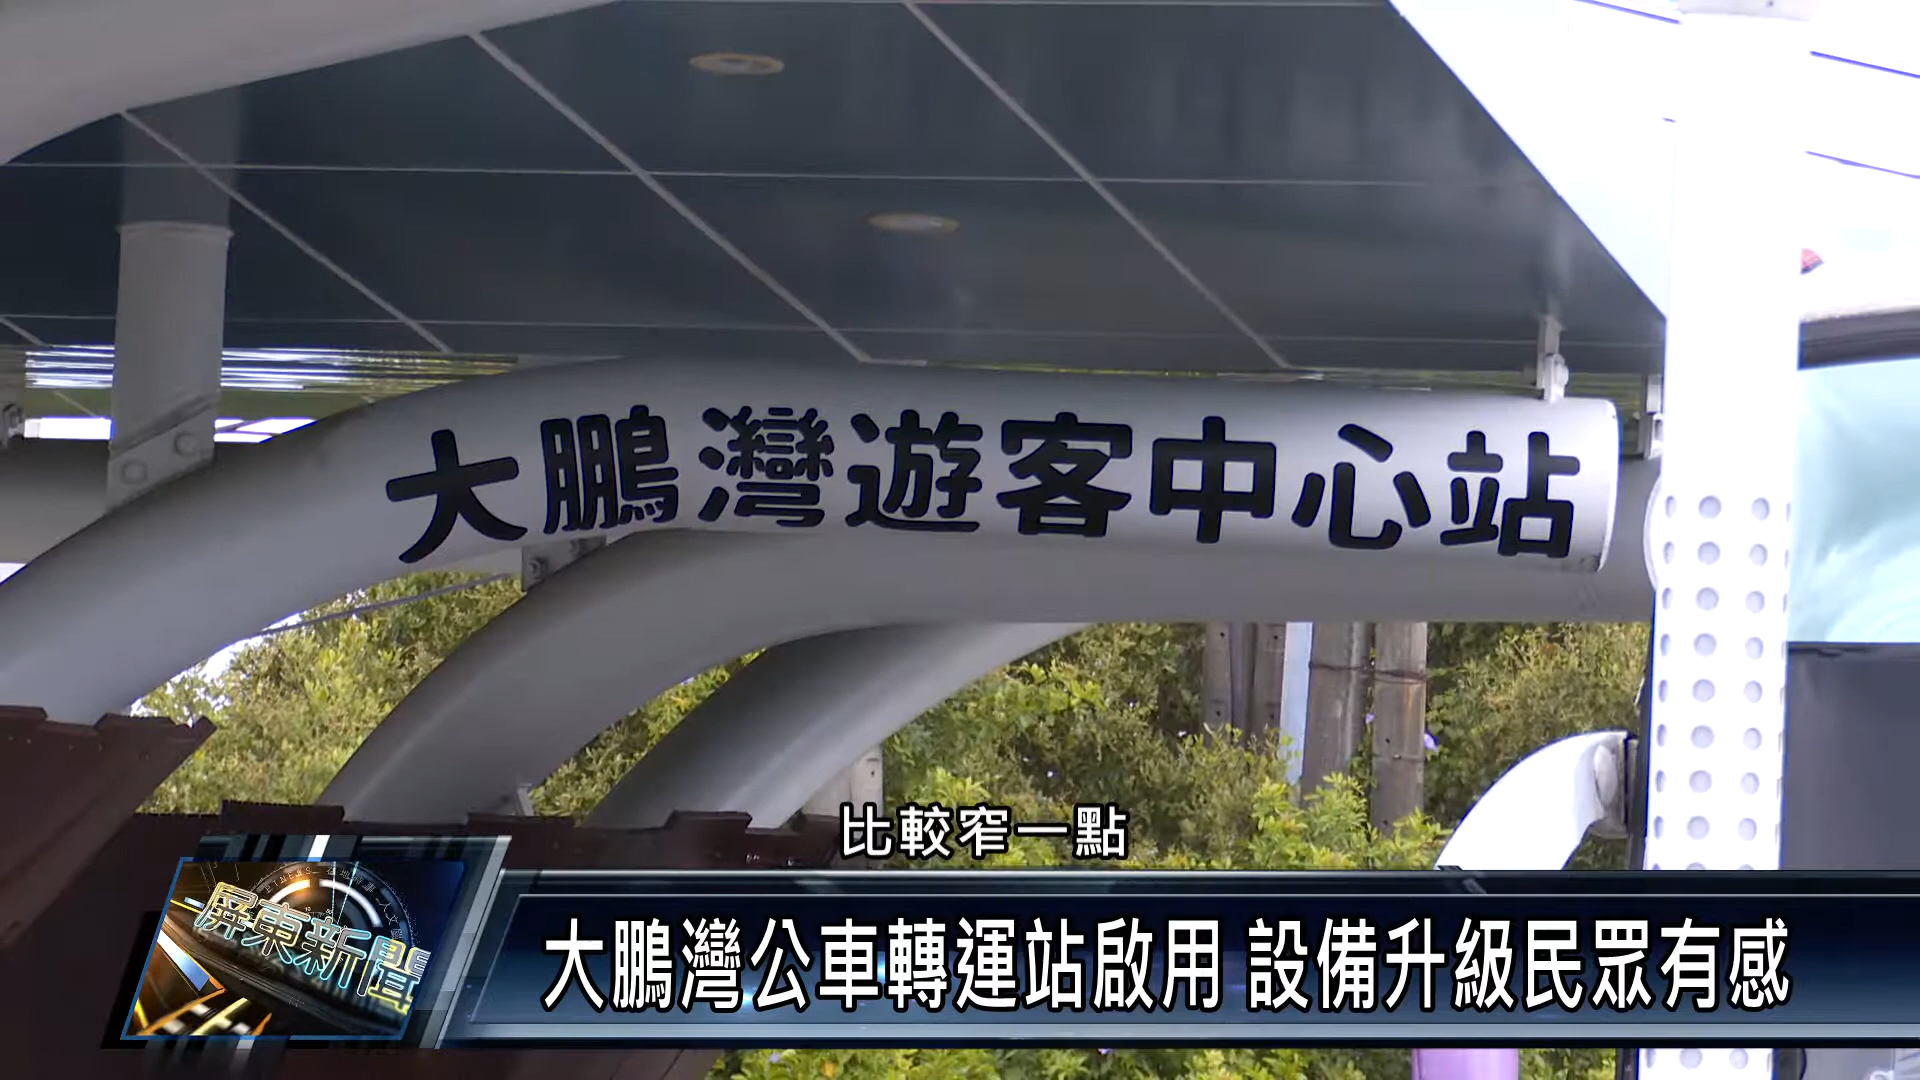 大鵬灣遊客中心站
比較窄一點
屏東新聞
大鵬灣公車轉運站啟用 設備升級民眾有感